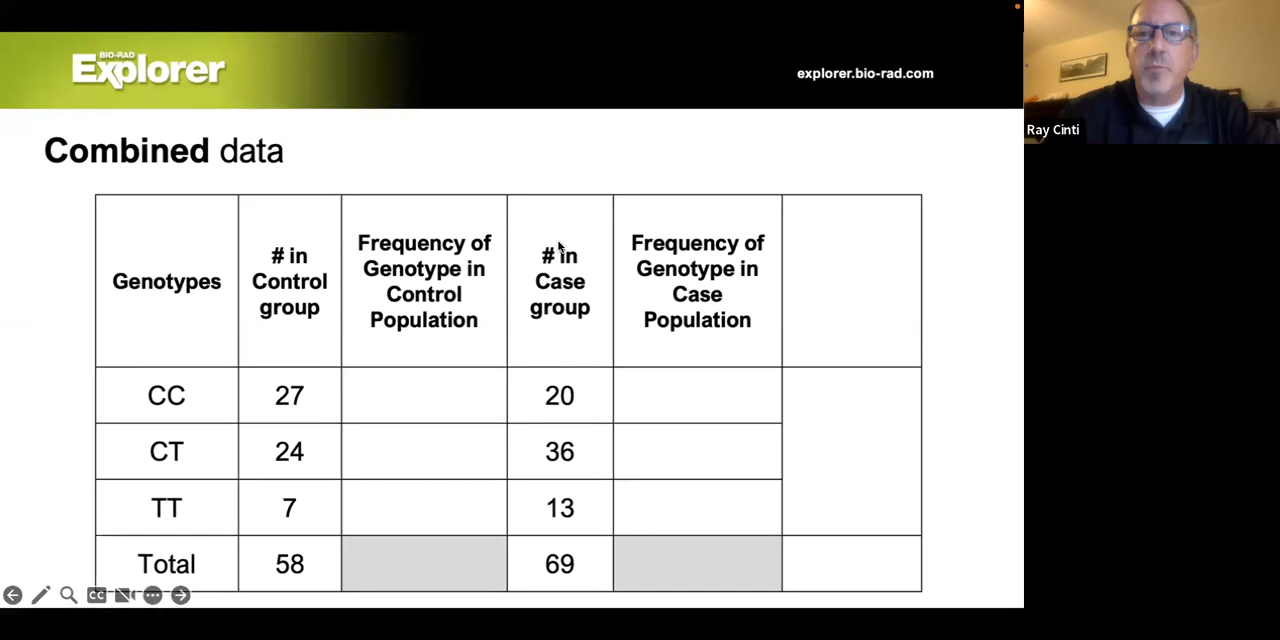 BIO-RAD
Explorer
explorer.bio-rad.com
Ray Cinti
Combined data
Genotypes
# in
Control
group
Frequency of
Genotype in
Control
Population
# in
Case
group
Frequency of
Genotype in
Case
Population
CC 27 20
CT 24 36
TT 7 13
Total 58 69
CC